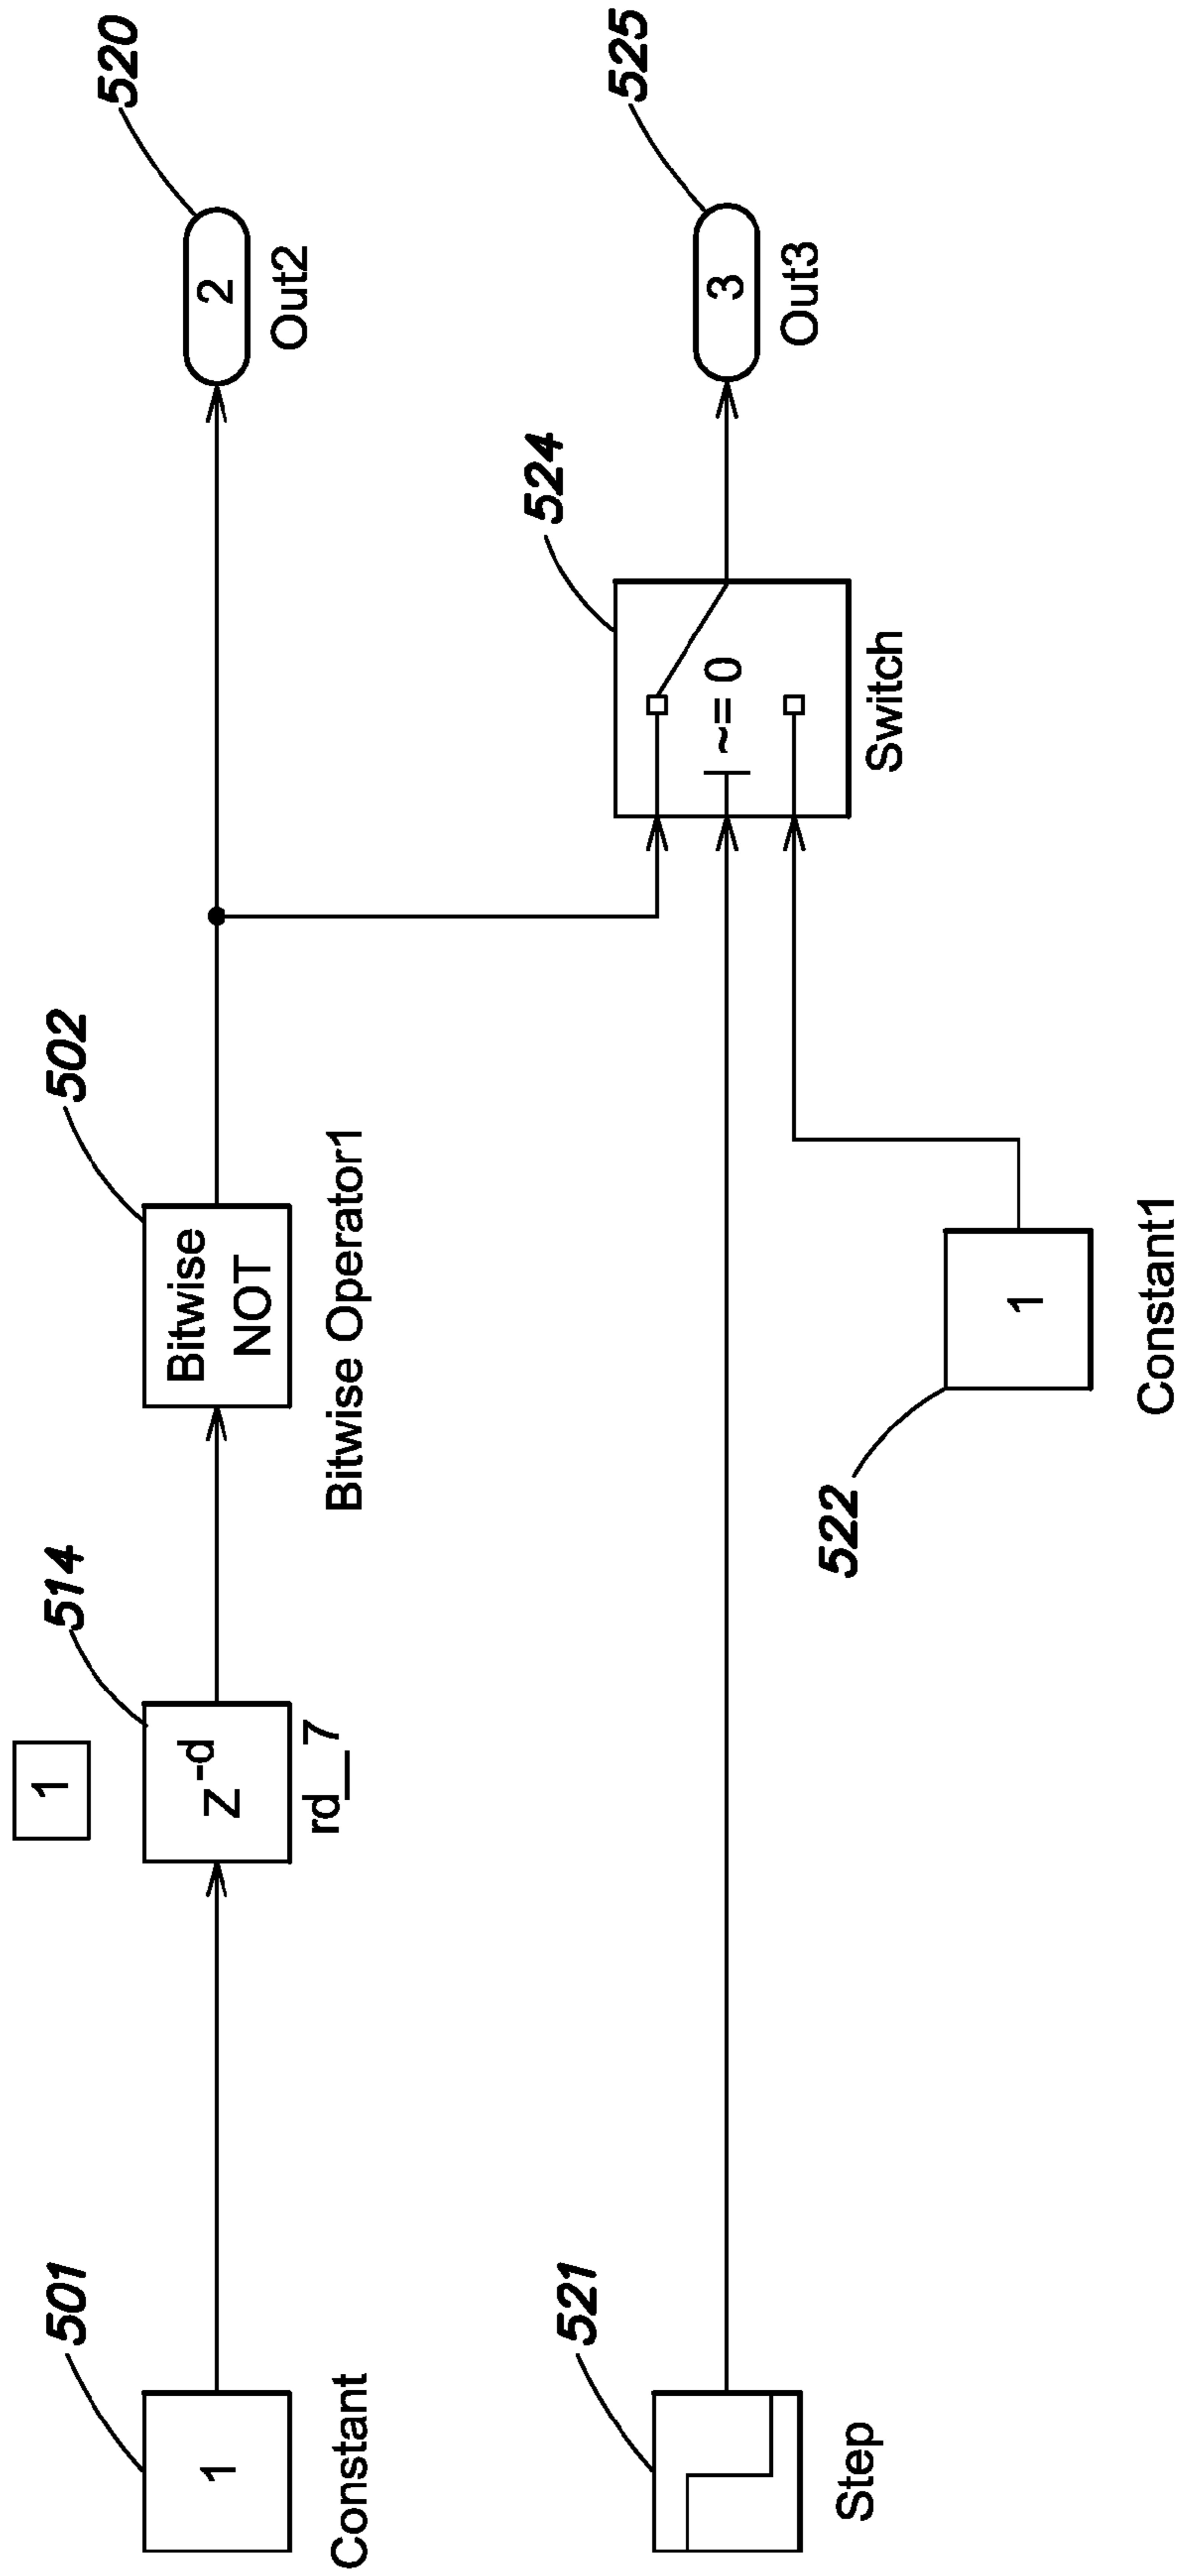 1
501
514
502
520
1
Z-d
Bitwise
NOT
2
Constant
rd_7
Bitwise Operator1
Out2
521
524
525
~= 0
3
Step
Switch
Out3
522
1
Constant1